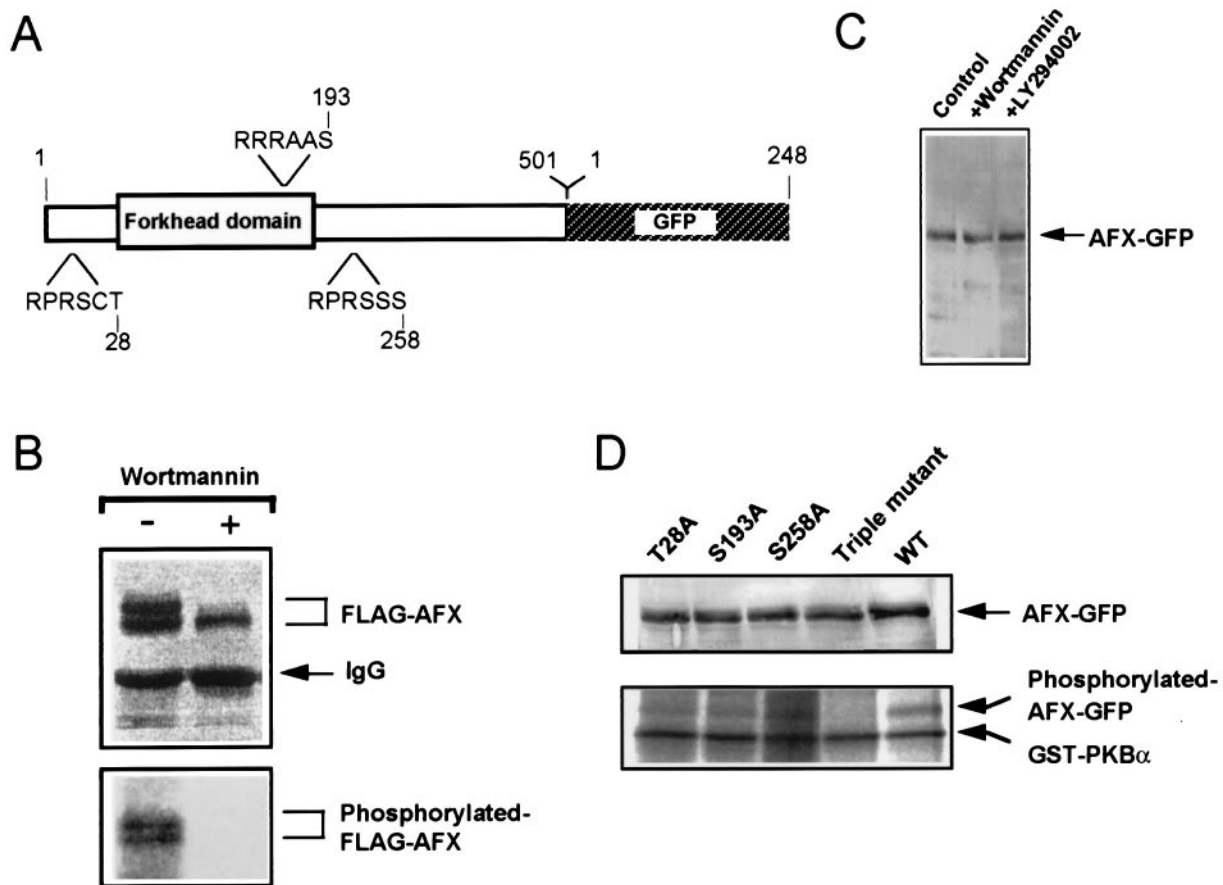 A
193
RRRAAS
1
501
1
248
Forkhead domain
GFP
RPRSCT
28
RPRSSS
258
B
Wortmannin
- +
FLAG-AFX
IgG
Phosphorylated-
FLAG-AFX
C
Control
+Wortmannin
+LY294002
AFX-GFP
D
T28A
S193A
S258A
Triple mutant
WT
AFX-GFP
Phosphorylated-
AFX-GFP
GST-PKBα